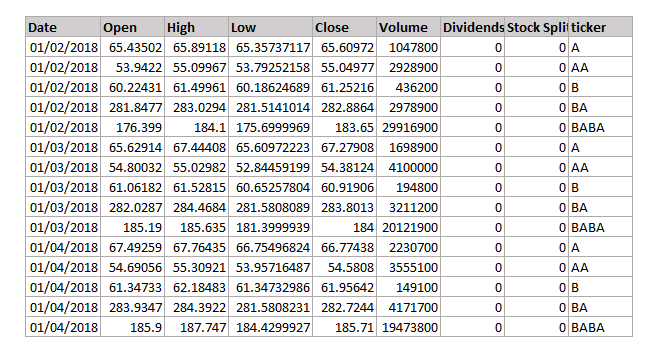 Date Open High Low Close Volume Dividends Stock Split ticker
01/02/2018 65.43502 65.89118 65.35737117 65.60972 1047800 0 0 A
01/02/2018 53.9422 55.09967 53.79252158 55.04977 2928900 0 0 AA
01/02/2018 60.22431 61.49961 60.18624689 61.25216 436200 0 0 B
01/02/2018 281.8477 283.0294 281.5141014 282.8864 2978900 0 0 BA
01/02/2018 176.399 184.1 175.6999969 183.65 29916900 0 0 BABA
01/03/2018 65.62914 67.44408 65.60972223 67.27908 1698900 0 0 A
01/03/2018 54.80032 55.02982 52.84459199 54.38124 4100000 0 0 AA
01/03/2018 61.06182 61.52815 60.65257804 60.91906 194800 0 0 B
01/03/2018 282.0287 284.4684 281.5808089 283.8013 3211200 0 0 BA
01/03/2018 185.19 185.635 181.3999939 184 20121900 0 0 BABA
01/04/2018 67.49259 67.76435 66.75496824 66.77438 2230700 0 0 A
01/04/2018 54.69056 55.30921 53.95716487 54.5808 3555100 0 0 AA
01/04/2018 61.34733 62.18483 61.34732986 61.95642 149100 0 0 B
01/04/2018 283.9347 284.3922 281.5808231 282.7244 4171700 0 0 BA
01/04/2018 185.9 187.747 184.4299927 185.71 19473800 0 0 BABA